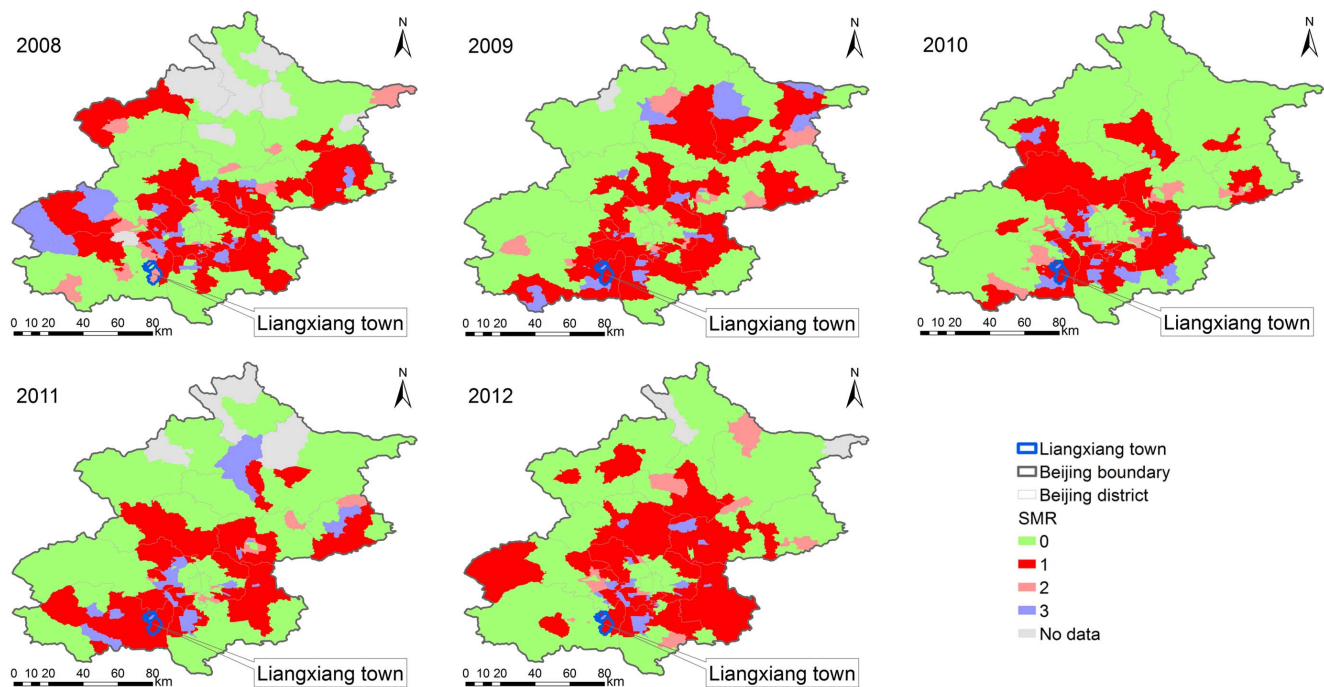 2008
N
0 10 20 40 60 80
km
Liangxiang town
2009
N
0 10 20 40 60 80
km
Liangxiang town
2010
N
0 10 20 40 60 80
km
Liangxiang town
2011
N
0 10 20 40 60 80
km
Liangxiang town
2012
N
0 10 20 40 60 80
km
Liangxiang town
Liangxiang town
Beijing boundary
Beijing district
SMR
0
1
2
3
No data